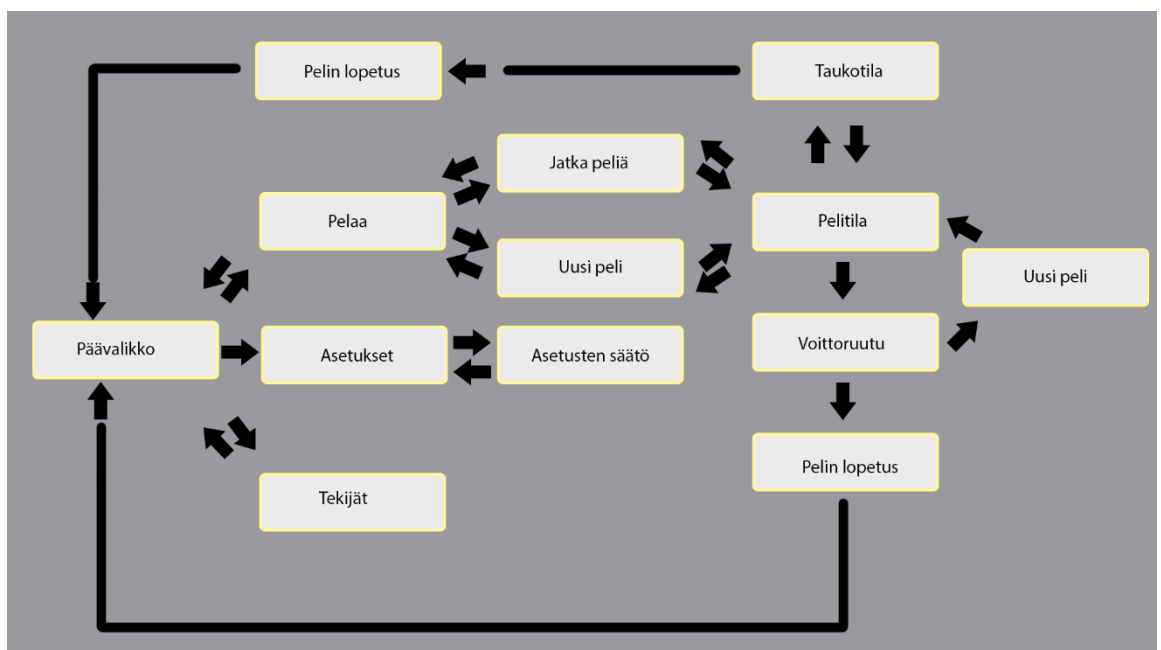 Pelin lopetus
Taukotila
Jatka peliä
Pelaa
Pelitila
Uusi peli
Uusi peli
Päävalikko
Asetukset
Asetusten säätö
Voittoruutu
Pelin lopetus
Tekijät